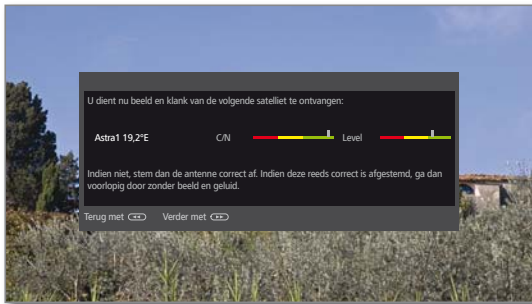 U dient nu beeld en klank van de volgende satelliet te ontvangen:
Astra1 19,2°E C/N Level
Indien niet, stem dan de antenne correct af. Indien deze reeds correct is afgestemd, ga dan
voorlopig door zonder beeld en geluid.
Terug met Verder met